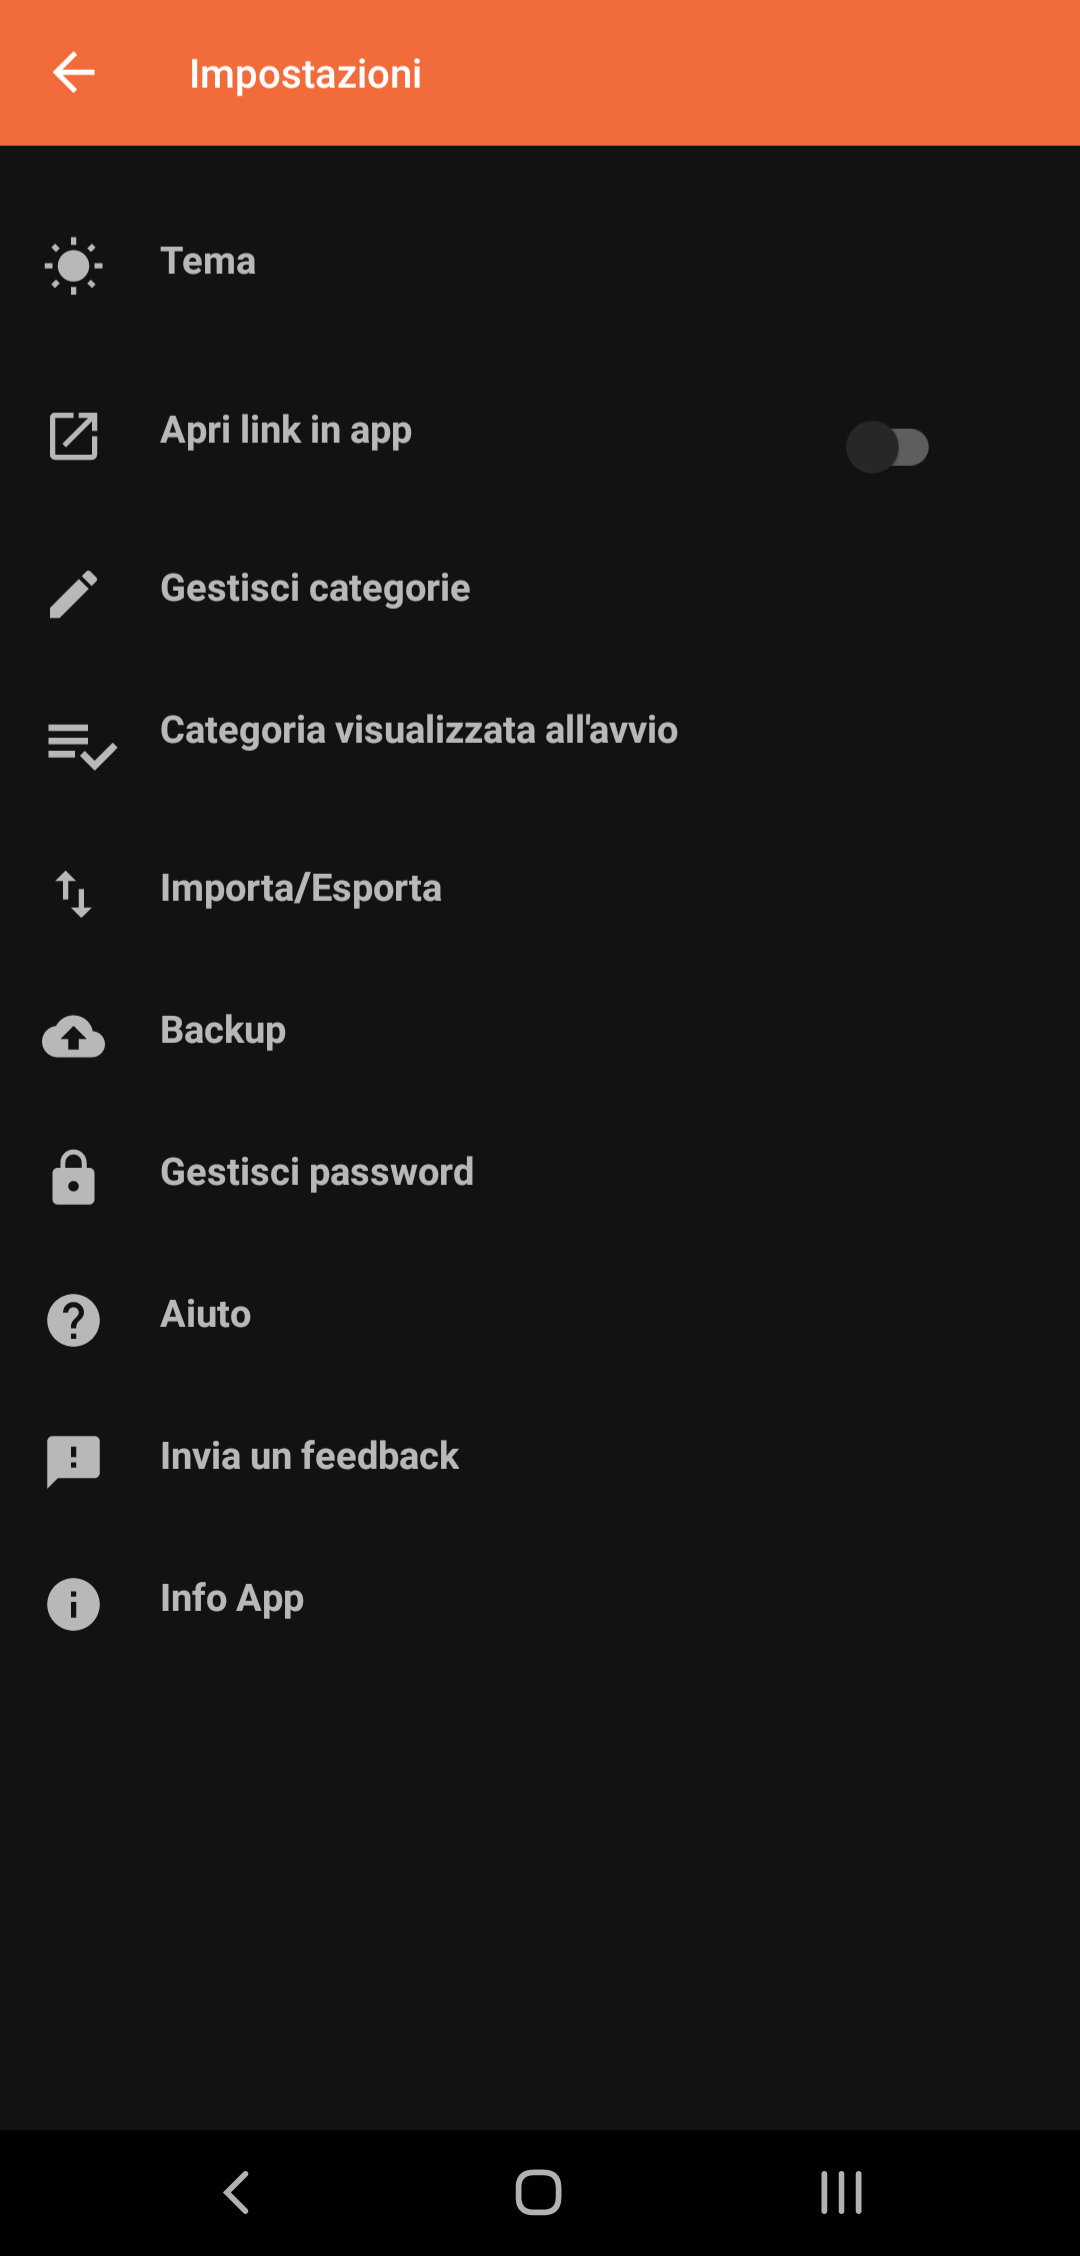 Impostazioni
Tema
Apri link in app
Gestisci categorie
Categoria visualizzata all'avvio
Importa/Esporta
Backup
Gestisci password
Aiuto
Invia un feedback
Info App